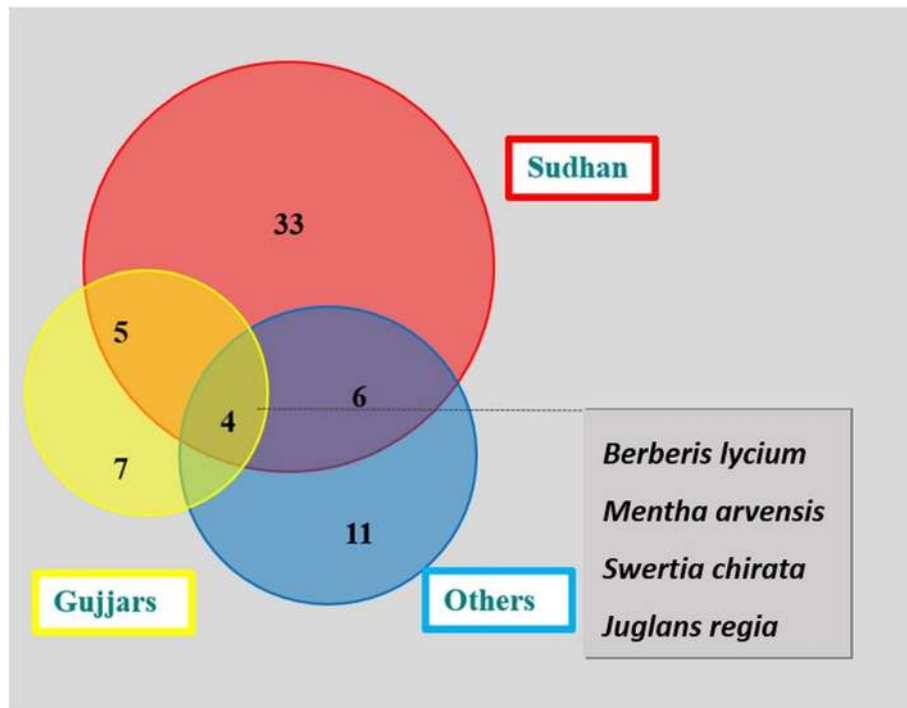 Sudhan
33
5
6
4
7
11
Berberis lycium
Mentha arvensis
Swertia chirata
Juglans regia
Gujjars
Others